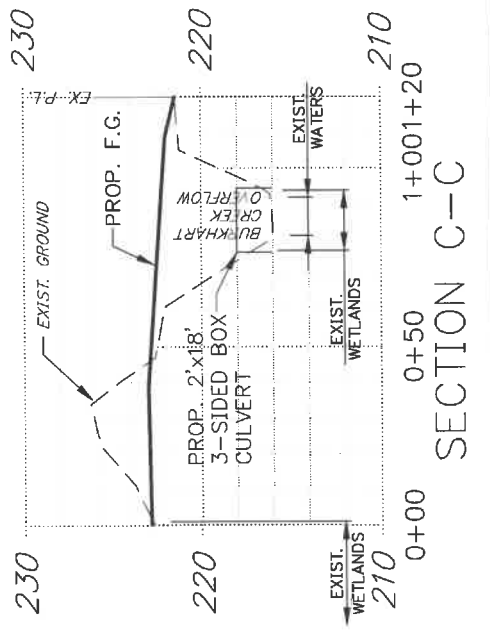 230
230
EXIST. GROUND
PROP. F.G.
EX. P.L.
220
220
PROP. 2'x18'
3-SIDED BOX
CULVERT
BURKHART
CREEK
OVERFLOW
EXIST.
WATERS
EXIST.
WETLANDS
EXIST.
WETLANDS
210
210
0+00
0+50
1+001+20
SECTION C-C